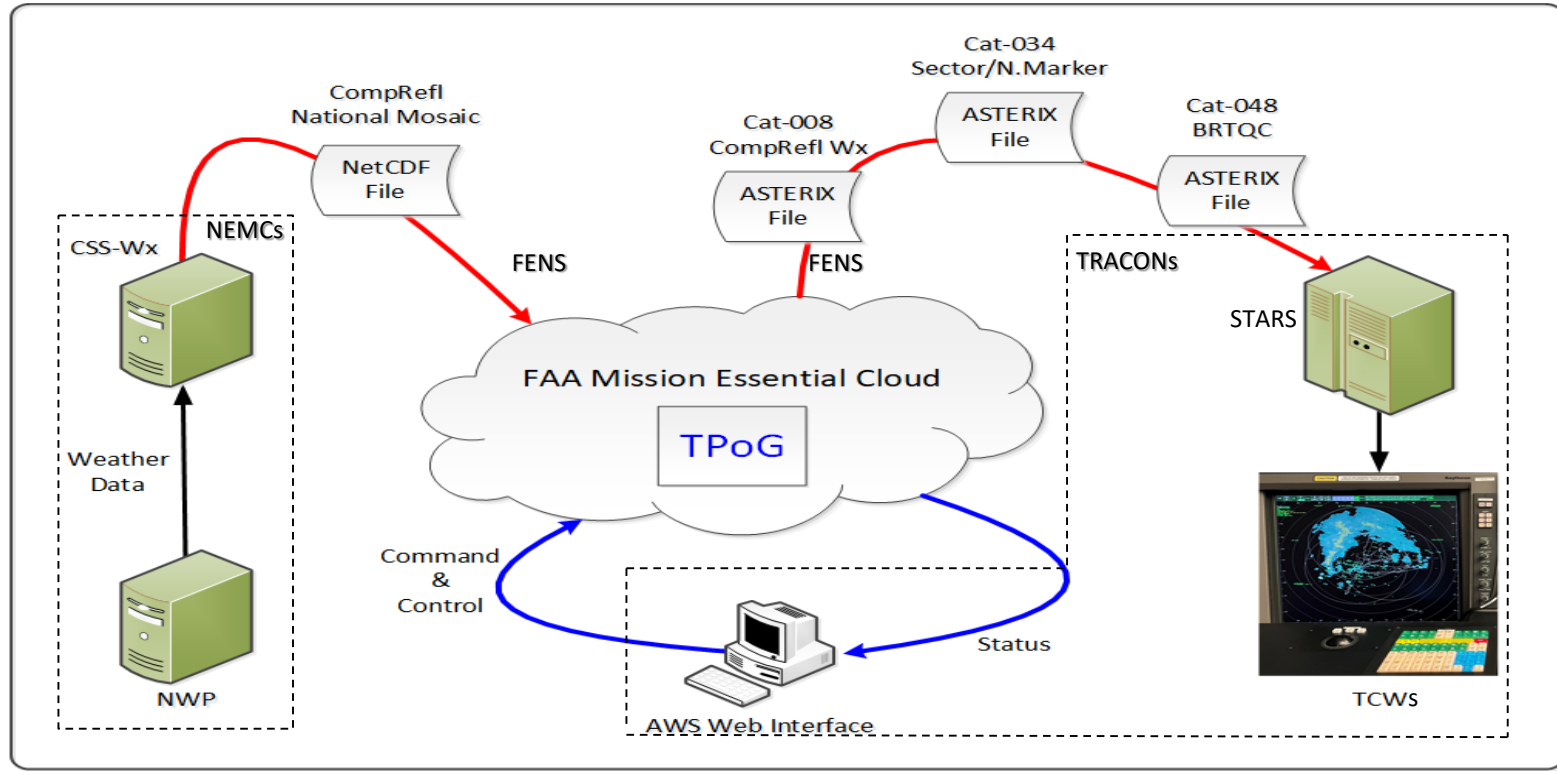 CompRefl
National Mosaic
NetCDF
File
Cat-008
CompRefl Wx
ASTERIX
File
Cat-034
Sector/N.Marker
ASTERIX
File
Cat-048
BRTQC
ASTERIX
File
NEMCs
CSS-Wx
FENS
FENS
TRACONs
STARS
FAA Mission Essential Cloud
TPoG
Weather
Data
Command
&
Control
Status
NWP
AWS Web Interface
TCWs